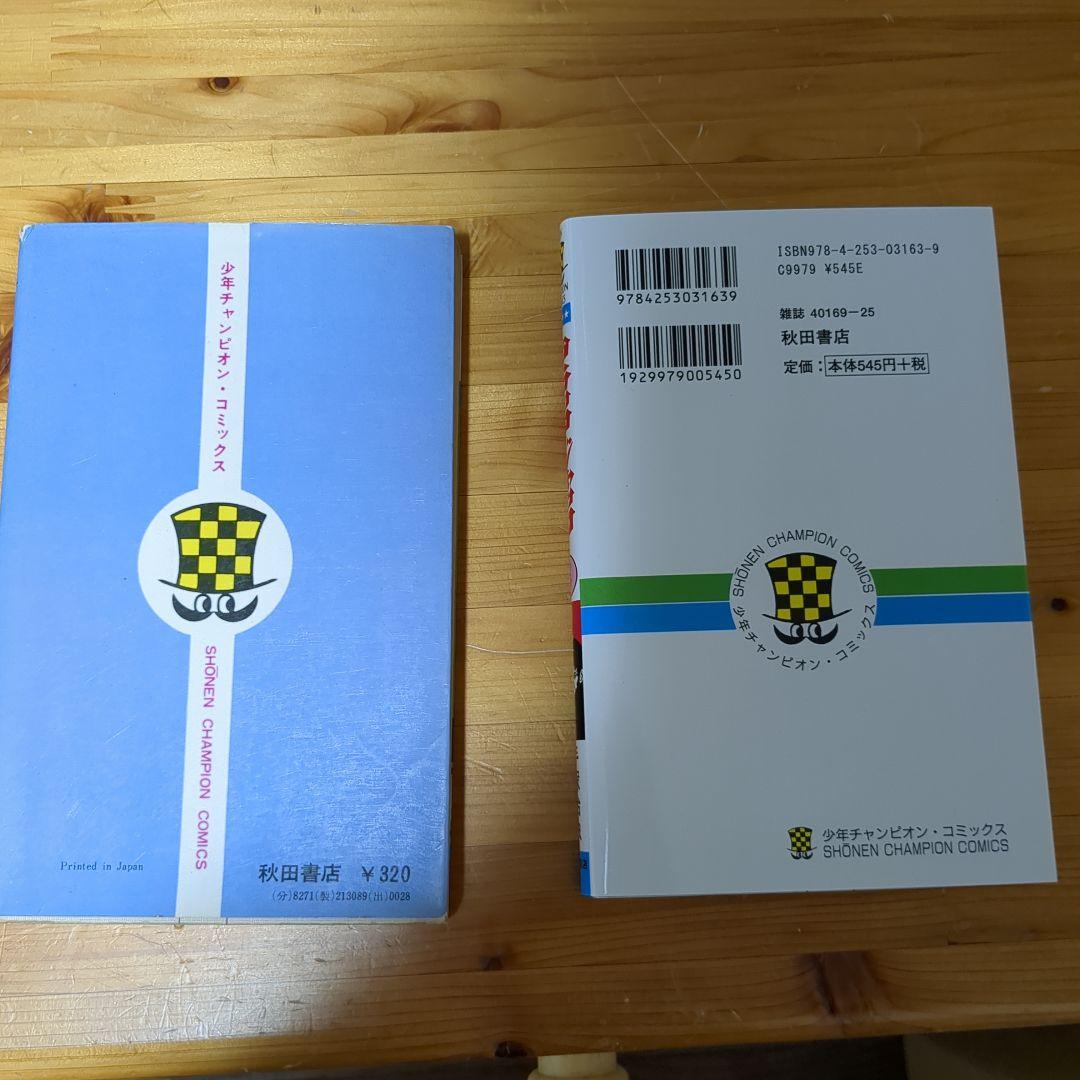 少年チャンピオン・コミックス
SHŌNEN CHAMPION COMICS
Printed in Japan
秋田書店 ￥320
(分)8271(製)213089(出)0028
ISBN978-4-253-03163-9
C9979 ¥545E
9784253031639
雑誌 40169-25
秋田書店
定価：本体545円+税
1929979005450
SHŌNEN CHAMPION COMICS
少年チャンピオン・コミックス
少年チャンピオン・コミックス
SHŌNEN CHAMPION COMICS